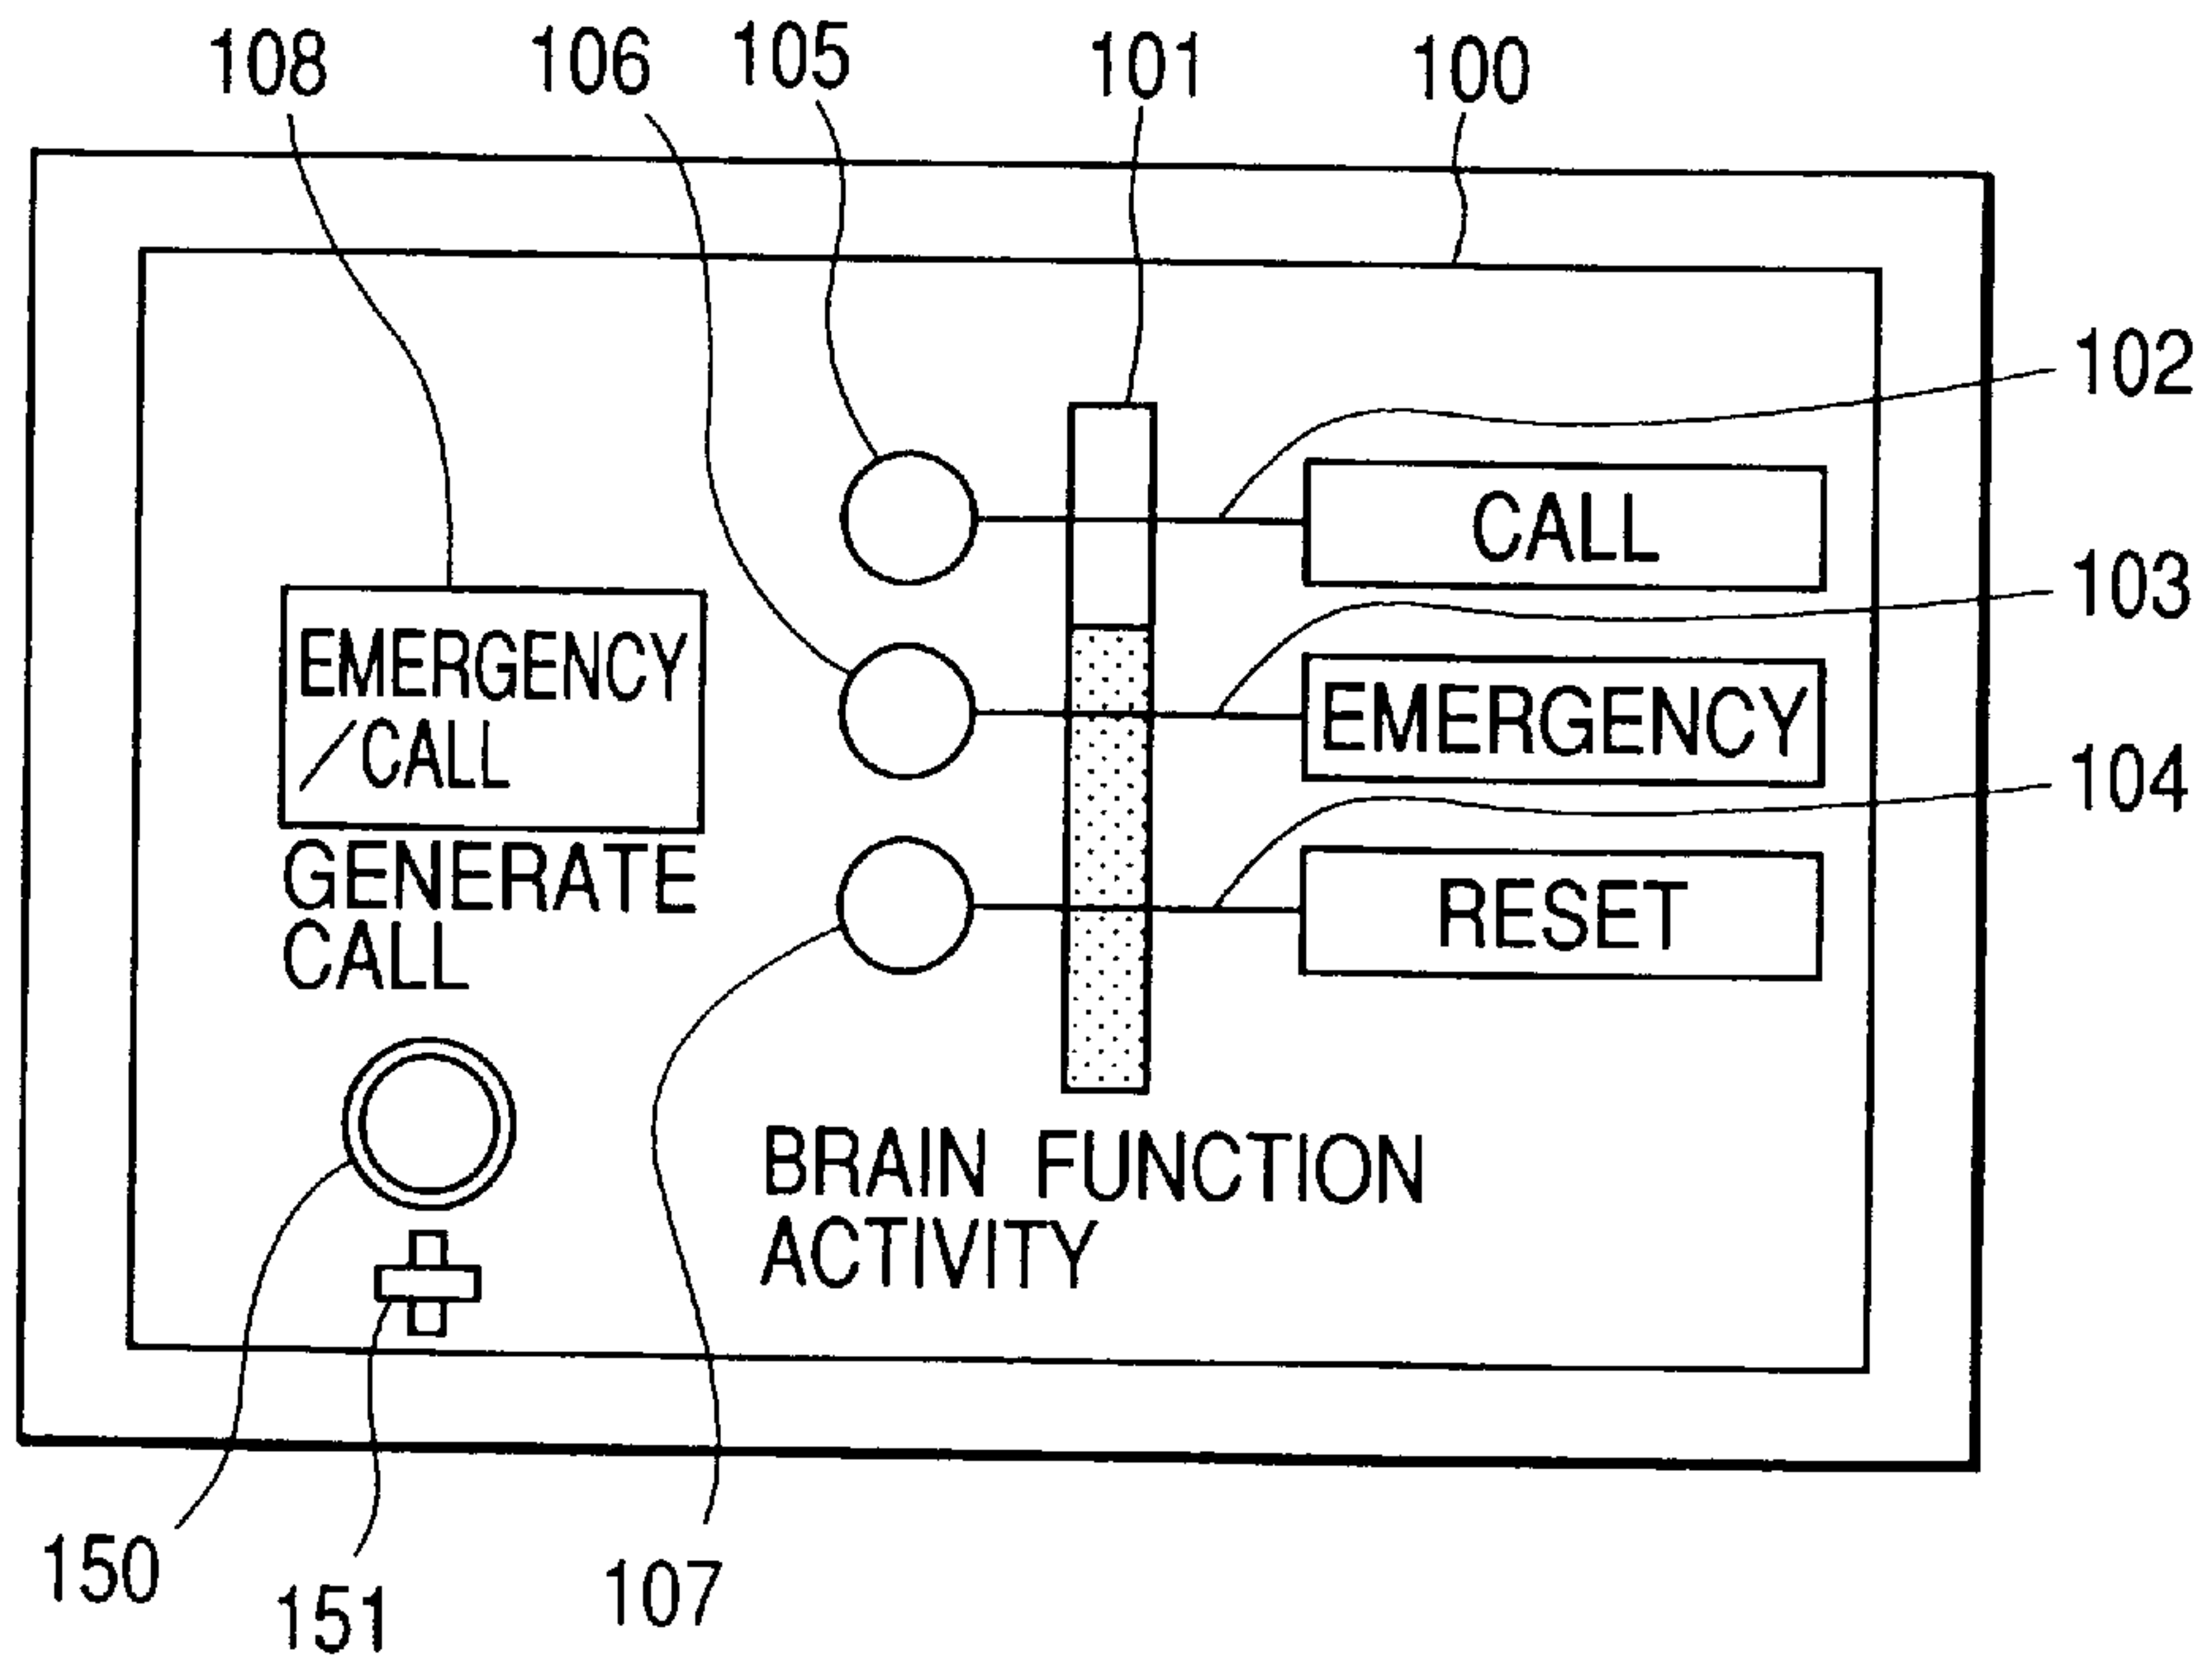 108
106
105
101
100
102
CALL
103
EMERGENCY
/CALL
EMERGENCY
104
GENERATE
CALL
RESET
BRAIN FUNCTION
ACTIVITY
150
151
107